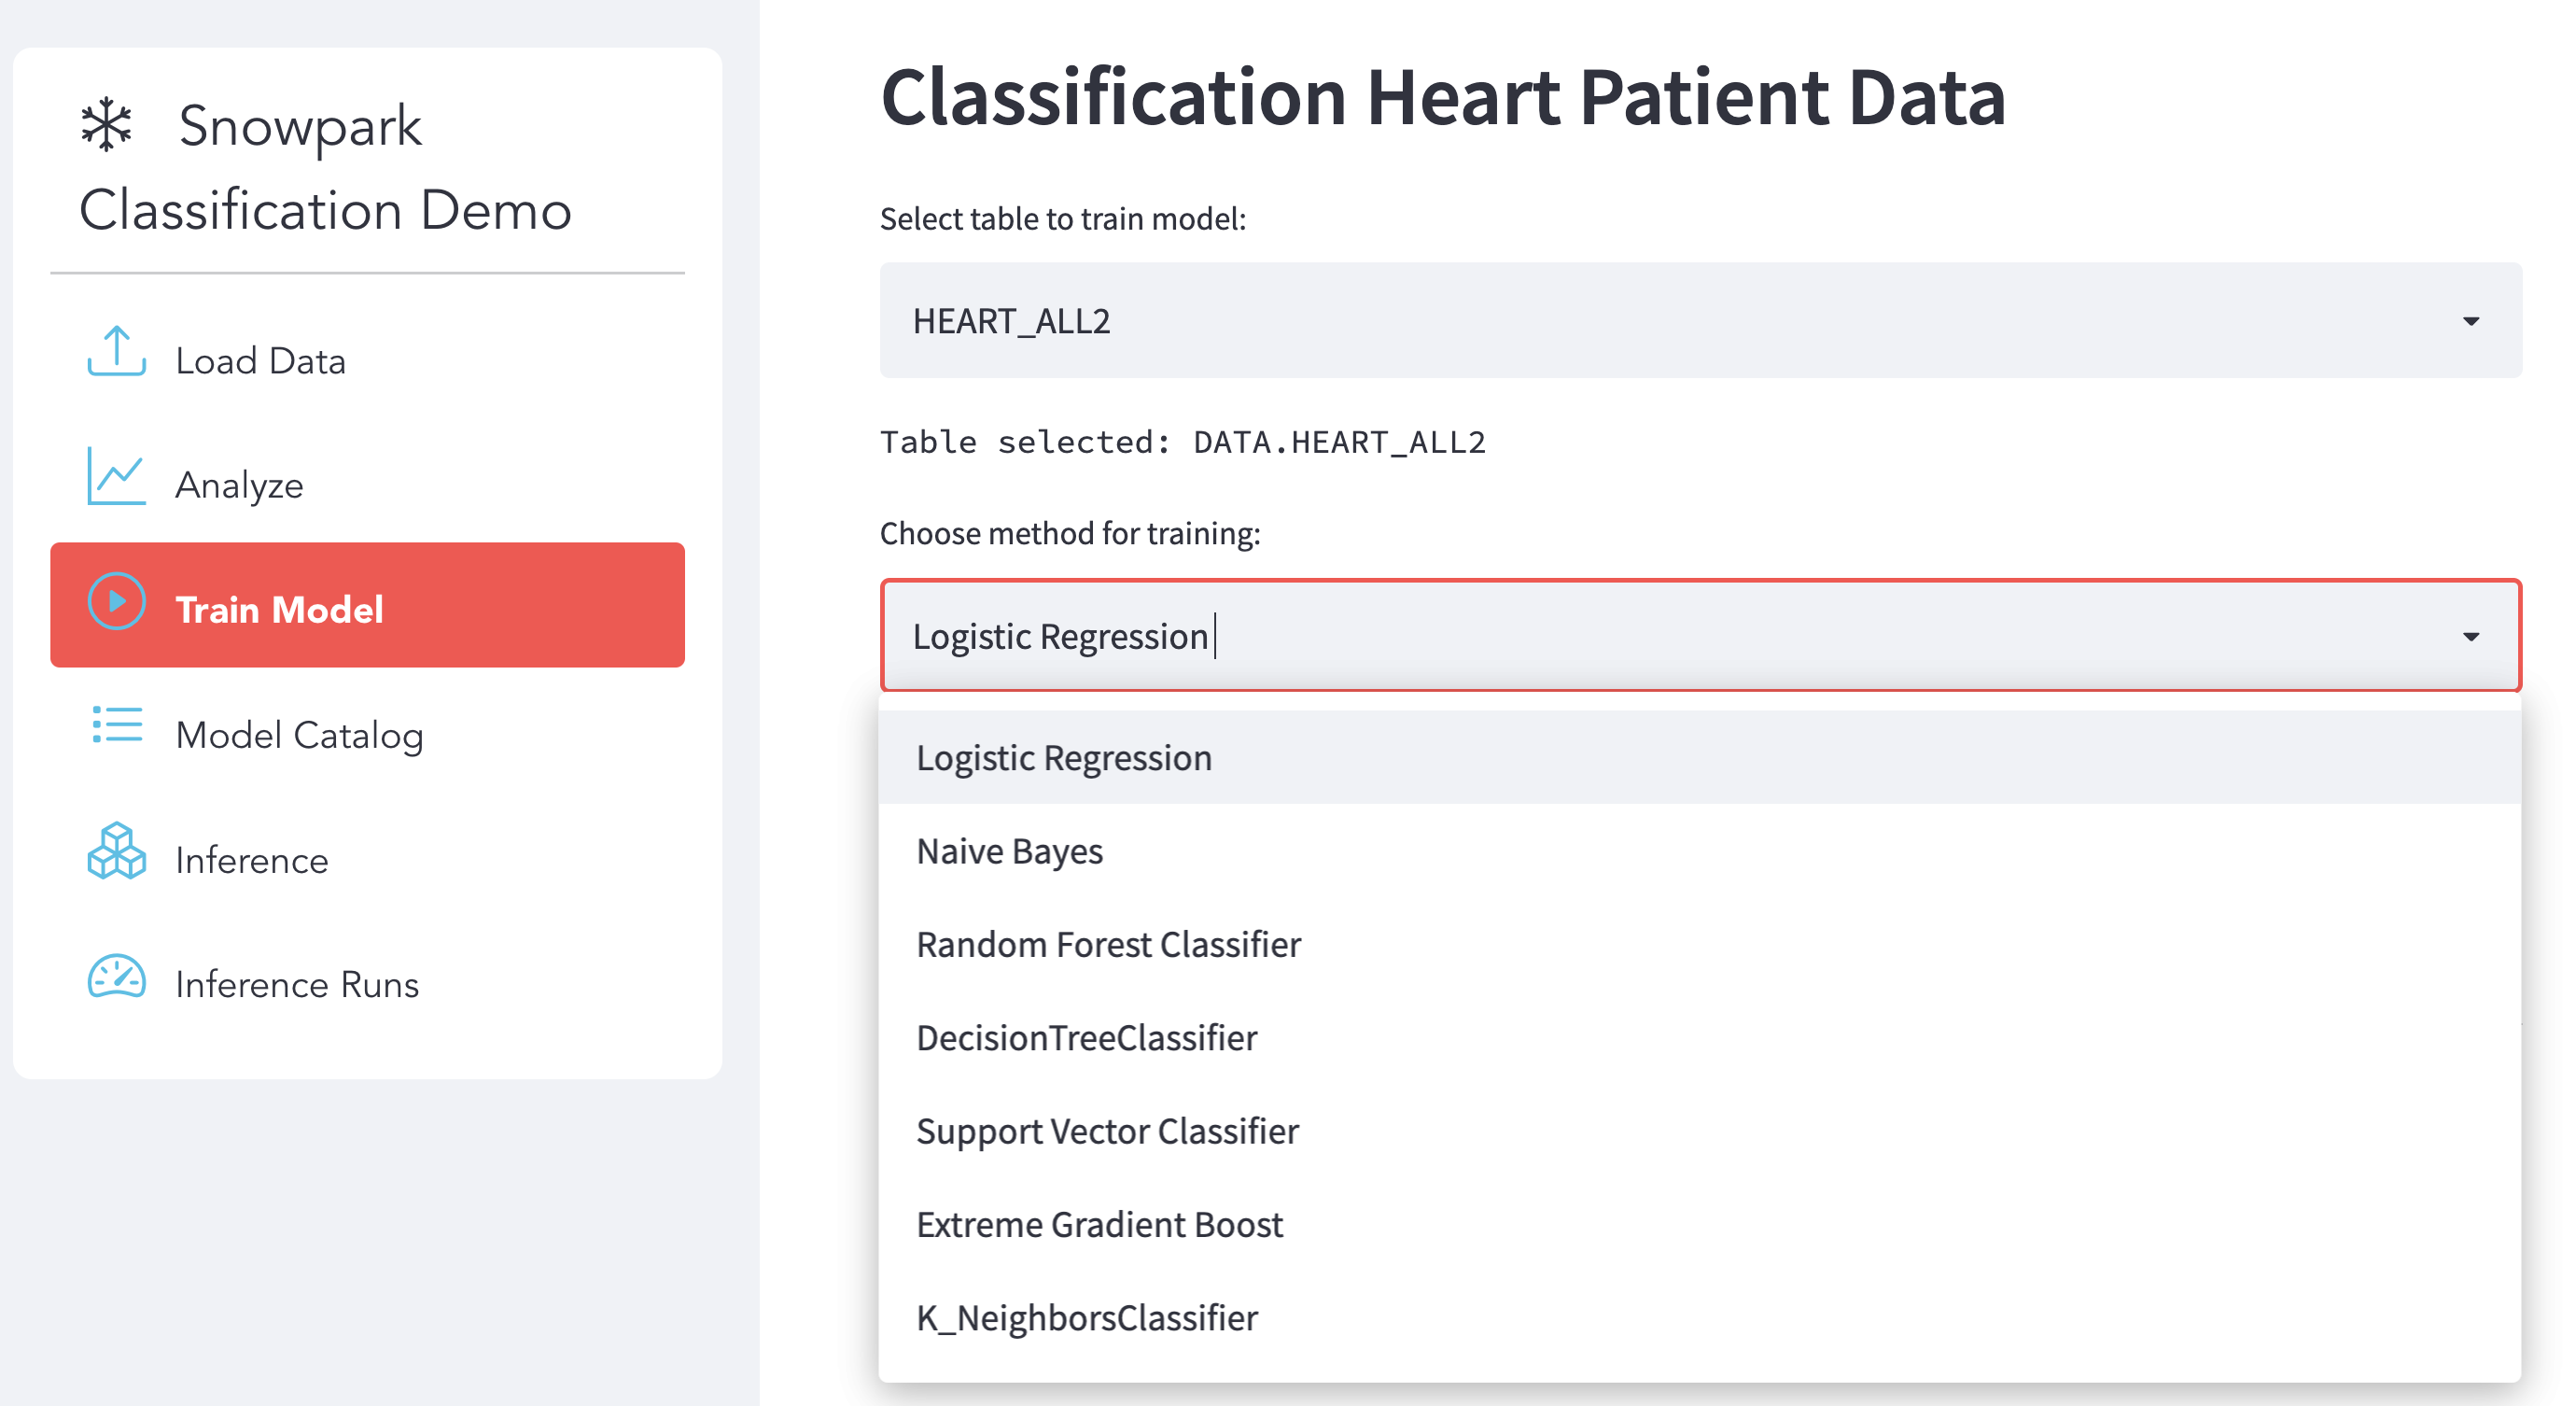 Snowpark
Classification Demo
Load Data
Analyze
Train Model
Model Catalog
Inference
Inference Runs
Classification Heart Patient Data
Select table to train model:
HEART_ALL2
Table selected: DATA.HEART_ALL2
Choose method for training:
Logistic Regression
Logistic Regression
Naive Bayes
Random Forest Classifier
DecisionTreeClassifier
Support Vector Classifier
Extreme Gradient Boost
K_NeighborsClassifier